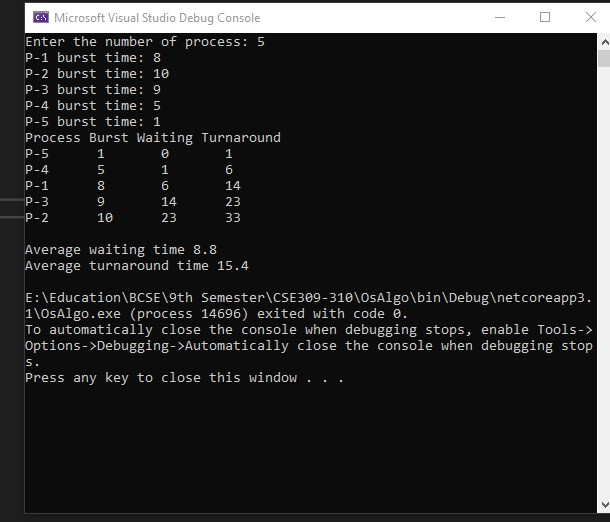 Microsoft Visual Studio Debug Console
Enter the number of process: 5
P-1 burst time: 8
P-2 burst time: 10
P-3 burst time: 9
P-4 burst time: 5
P-5 burst time: 1
Process Burst Waiting Turnaround
P-5      1       0       1
P-4      5       1       6
P-1      8       6       14
P-3      9       14      23
P-2      10      23      33
Average waiting time 8.8
Average turnaround time 15.4
E:\Education\BCSE\9th Semester\CSE309-310\OsAlgo\bin\Debug\netcoreapp3.
1\OsAlgo.exe (process 14696) exited with code 0.
To automatically close the console when debugging stops, enable Tools->
Options->Debugging->Automatically close the console when debugging stop
s.
Press any key to close this window . . .